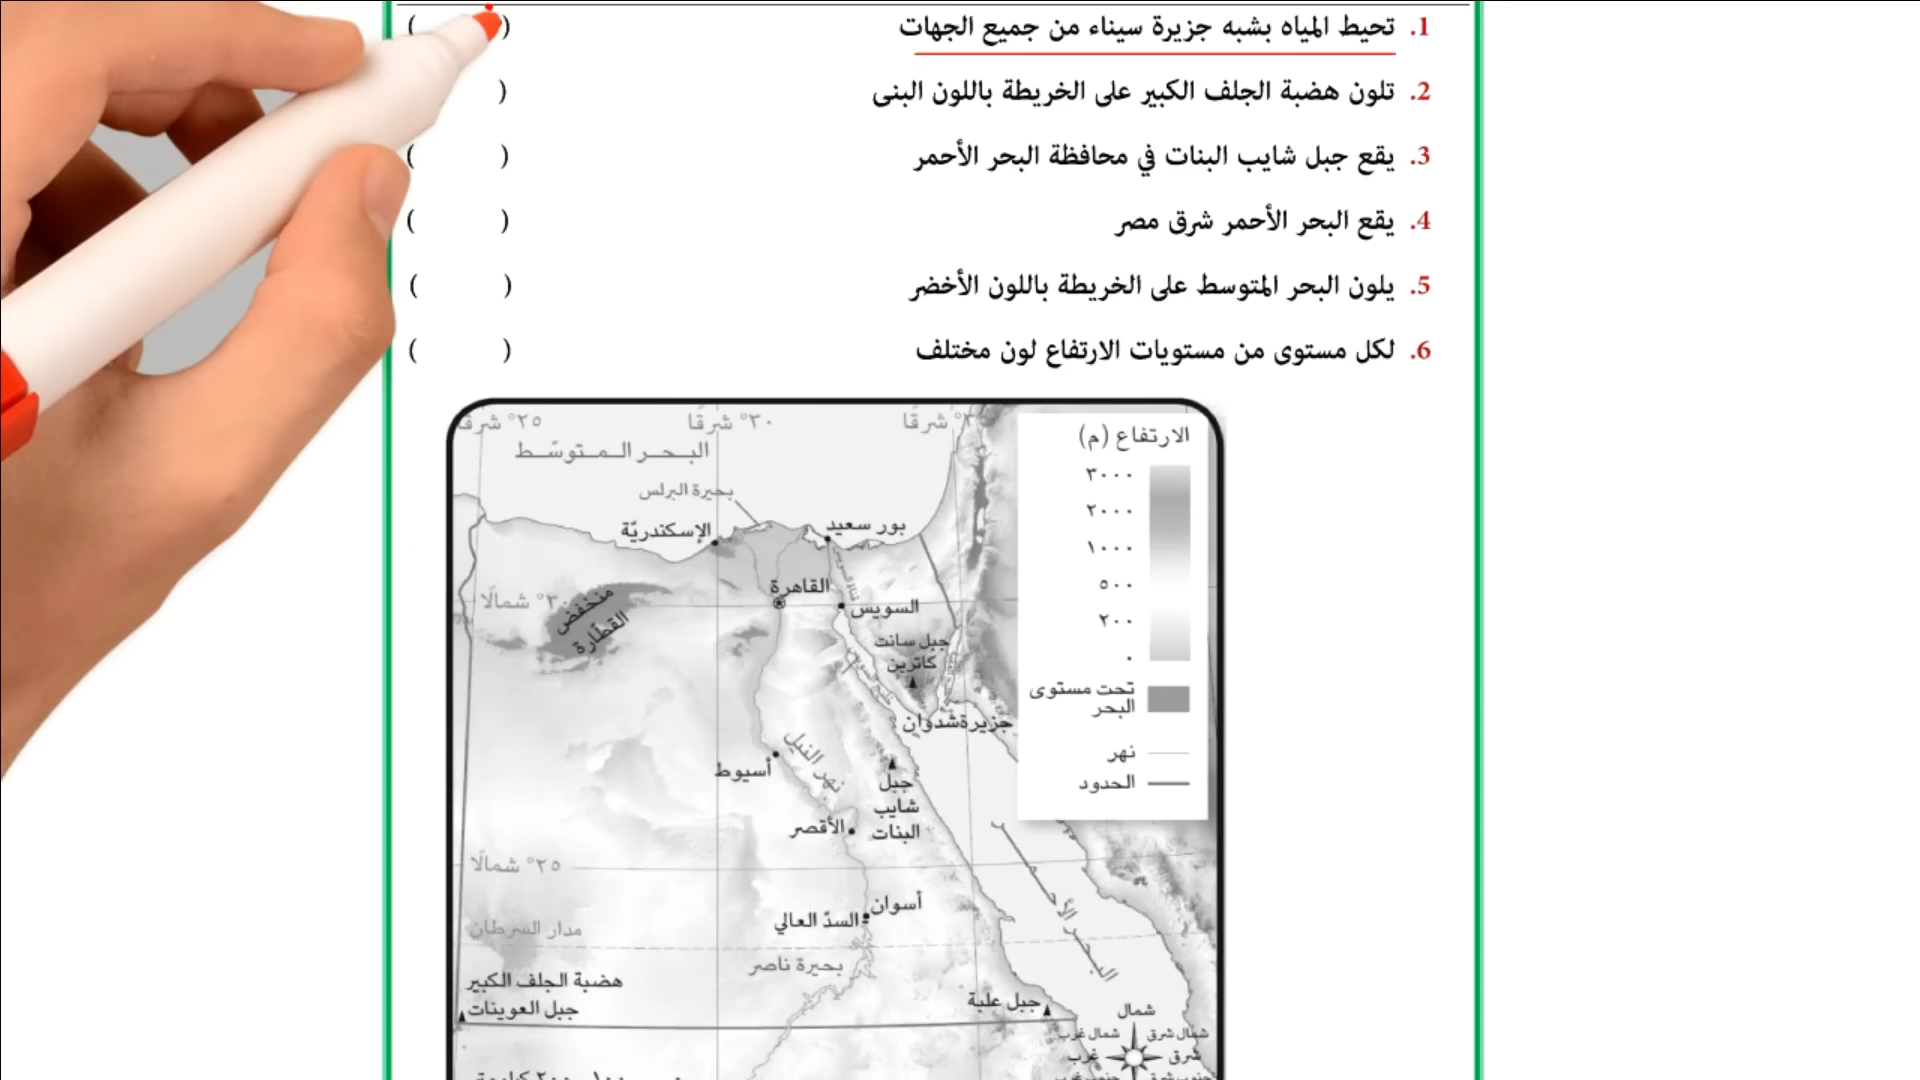 1. تحيط المياه بشبه جزيرة سيناء من جميع الجهات ( )
2. تلون هضبة الجلف الكبير على الخريطة باللون البنى )
3. يقع جبل شايب البنات في محافظة البحر الأحمر ( )
4. يقع البحر الأحمر شرق مصر ( )
5. يلون البحر المتوسط على الخريطة باللون الأخضر ( )
6. لكل مستوى من مستويات الارتفاع لون مختلف ( )
٣٠° شرقًا
٢٥° شرقًا
البحر المتوسّط
بحيرة البرلس
بور سعيد
الإسكندريّة
القاهرة
٣٠° شمالًا
منخفض
القطّارة
السويس
جبل سانت
كاترين
جزيرة شدوان
نهر النيل
أسيوط
جبل
شايب
البنات
الأقصر
٢٥° شمالًا
أسوان
السدّ العالي
مدار السرطان
بحيرة ناصر
هضبة الجلف الكبير
جبل العوينات
جبل علبة
البحر الأحمر
الارتفاع (م)
٣٠٠٠
٢٠٠٠
١٠٠٠
٥٠٠
٢٠٠
٠
تحت مستوى
البحر
نهر
الحدود
شمال
شمال شرق
شمال غرب
شرق
غرب